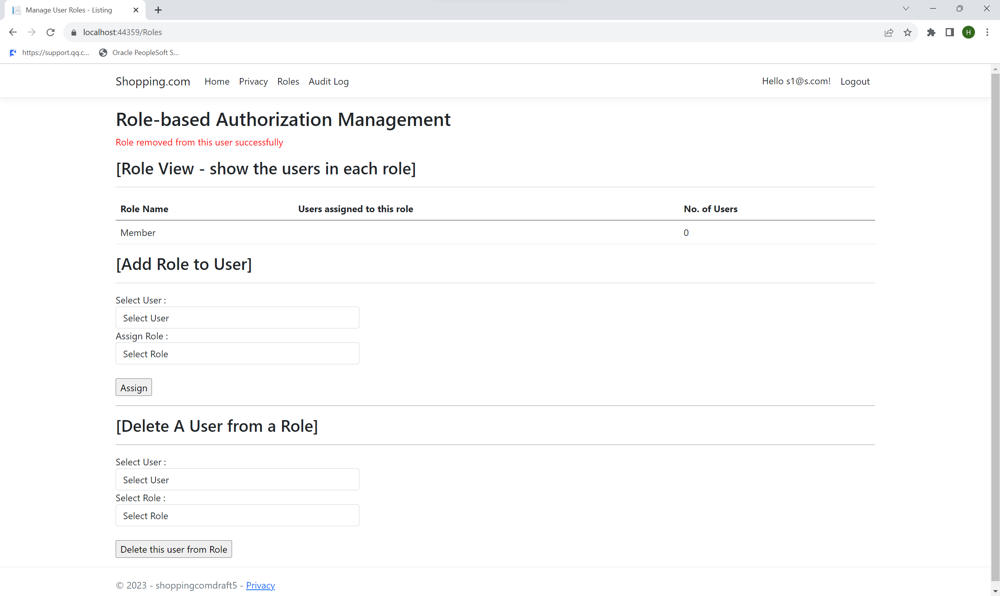 Manage User Roles - Listing
localhost:44359/Roles
H
https://support.qq.c...
Oracle PeopleSoft S...
Shopping.com Home Privacy Roles Audit Log Hello s1@s.com! Logout
Role-based Authorization Management
Role removed from this user successfully
[Role View - show the users in each role]
Role Name Users assigned to this role No. of Users
Member 0
[Add Role to User]
Select User :
Select User
Assign Role :
Select Role
Assign
[Delete A User from a Role]
Select User :
Select User
Select Role :
Select Role
Delete this user from Role
© 2023 - shoppingcomdraft5 - Privacy